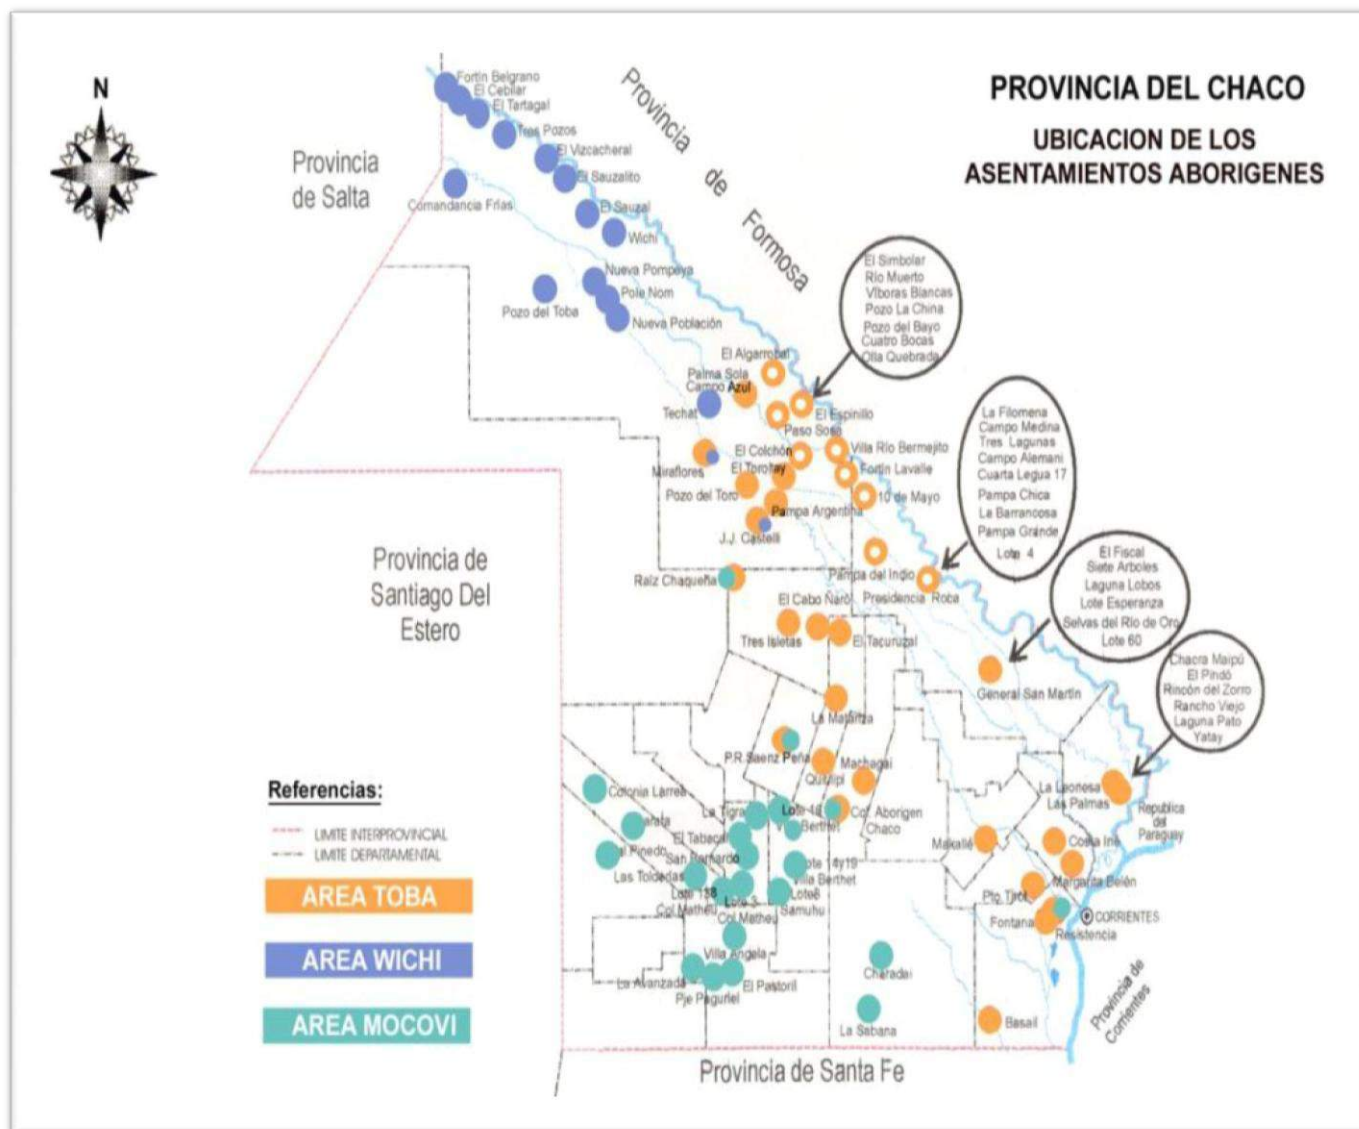 PROVINCIA DEL CHACO
UBICACION DE LOS
ASENTAMIENTOS ABORIGENES
N
Provincia
de Salta
Provincia de Formosa
Fortín Belgrano
El Cebilar
El Tartagal
Tres Pozos
El Vizcacheral
El Sauzalito
El Sauzal
Wichi
Comandancia Frías
Nueva Pompeya
Pole Nom
Nueva Población
Pozo del Toba
El Simbolar
Río Muerto
Víboras Blancas
Pozo La China
Pozo del Bayo
Cuatro Bocas
Olla Quebrada
El Algarrobal
Palma Sola
Campo Azul
Techat
El Espinillo
Paso Sosa
El Colchón
Villa Río Bermejito
Miraflores
Fortín Lavalle
Pozo del Toro
10 de Mayo
Pampa Argentina
J.J. Castelli
La Filomena
Campo Medina
Tres Lagunas
Campo Alemani
Cuarta Legua 17
Pampa Chica
La Barrancosa
Pampa Grande
Lote 4
Provincia de
Santiago Del
Estero
Raíz Chaqueña
Pampa del Indio
Presidencia Roca
El Fiscal
Siete Arboles
Laguna Lobos
Lote Esperanza
Selvas del Río de Oro
Lote 60
El Cabo Ñaró
Tres Isletas
El Tacuruzal
General San Martín
Chacra Maipú
El Pindó
Rincón del Zorro
Rancho Viejo
Laguna Pato
Yatay
La Matanza
P.R.Saenz Peña
Quitilipi
Machagai
La Leonesa
Las Palmas
Republica
del
Paraguay
Colonia Larrea
La Tigra
Col. Aborigen
Chaco
El Tabacal
San Bernardo
Las Toldedas
Villa Berthet
Samuhu
Col.Matheu
Lote 3
Col Matheu
Makallé
Costa Iné
Margarita Belén
Pto Tirol
Fontana
Resistencia
CORRIENTES
Villa Angela
La Avanzada
El Pastoril
Charadai
La Sabana
Basail
Provincia de
Corrientes
Provincia de Santa Fe
Referencias:
LIMITE INTERPROVINCIAL
LIMITE DEPARTAMENTAL
AREA TOBA
AREA WICHI
AREA MOCOVI